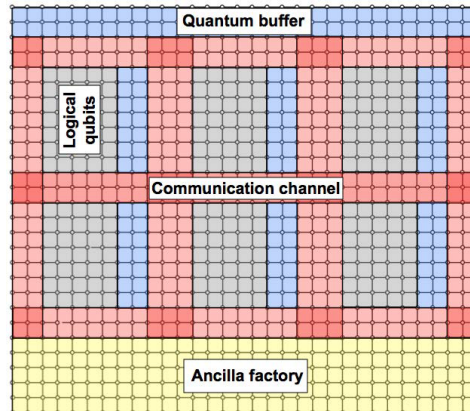 Quantum buffer
Logical
qubits
Communication channel
Ancilla factory